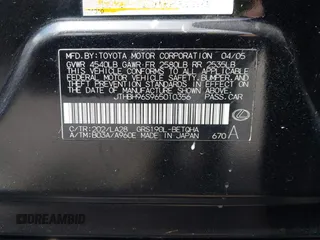 MFD.BY:TOYOTA MOTOR CORPORATION 04/05
GVWR 4540LB GAWR FR 2580LB RR 2535LB
THIS VEHICLE CONFORMS TO ALL APPLICABLE
FEDERAL MOTOR VEHICLE SAFETY, BUMPER, AND
THEFT PREVENTION STANDARDS IN EFFECT ON
THE DATE OF MANUFACTURE SHOWN ABOVE.
JTHBH96S965010356 PASS.CAR
C/TR:202/LA28 GRS190L-BETQHA
A/TM:B03A/A960E MADE IN JAPAN 670 A
DREAMBID